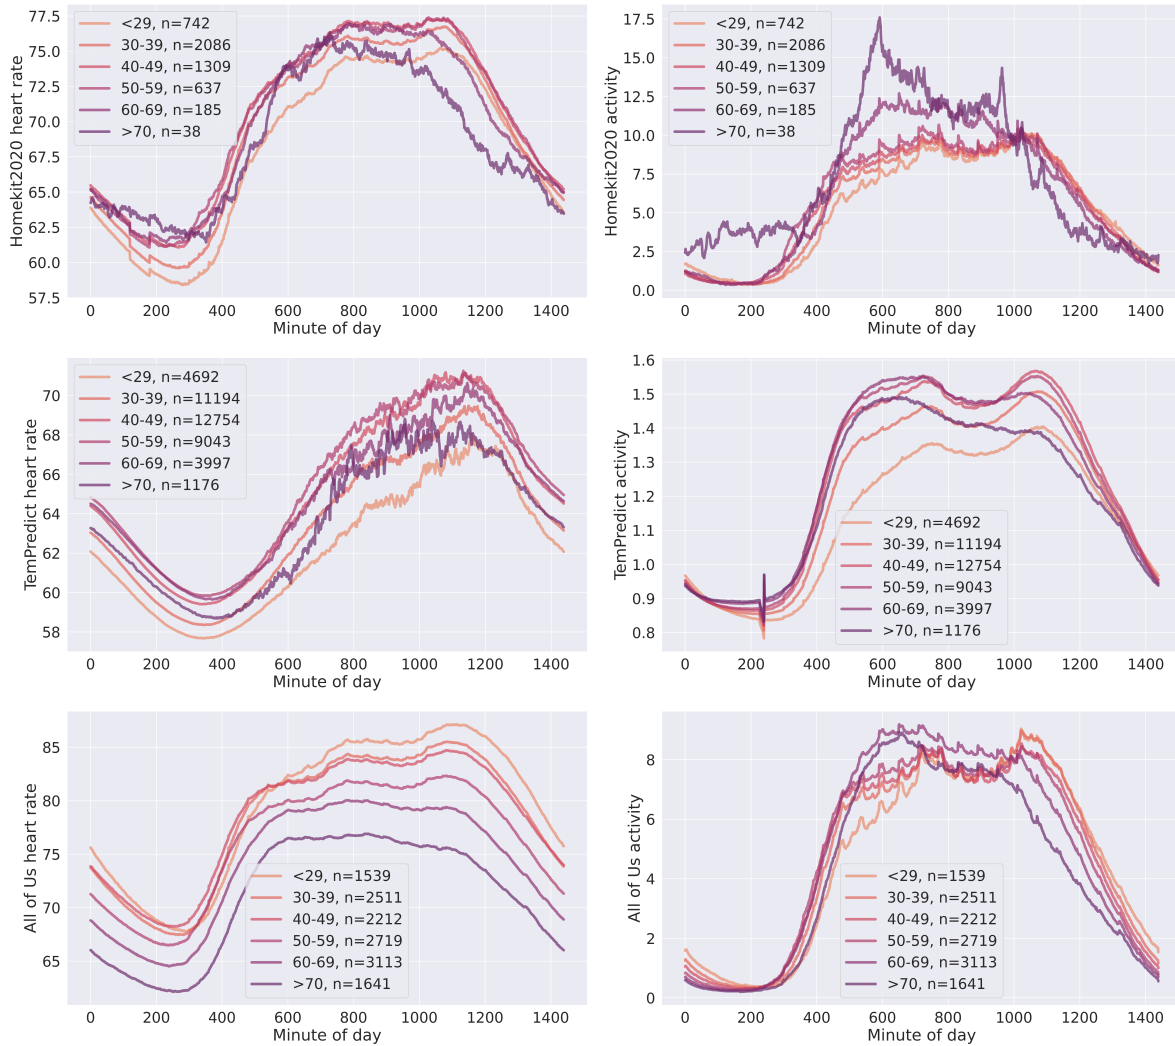 Homekit2020 heart rate
77.5
75.0
72.5
70.0
67.5
65.0
62.5
60.0
57.5
<29, n=742
30-39, n=2086
40-49, n=1309
50-59, n=637
60-69, n=185
>70, n=38
0 200 400 600 800 1000 1200 1400
Minute of day
Homekit2020 activity
17.5
15.0
12.5
10.0
7.5
5.0
2.5
0.0
<29, n=742
30-39, n=2086
40-49, n=1309
50-59, n=637
60-69, n=185
>70, n=38
0 200 400 600 800 1000 1200 1400
Minute of day
TemPredict heart rate
70
68
66
64
62
60
58
<29, n=4692
30-39, n=11194
40-49, n=12754
50-59, n=9043
60-69, n=3997
>70, n=1176
0 200 400 600 800 1000 1200 1400
Minute of day
TemPredict activity
1.6
1.5
1.4
1.3
1.2
1.1
1.0
0.9
0.8
<29, n=4692
30-39, n=11194
40-49, n=12754
50-59, n=9043
60-69, n=3997
>70, n=1176
0 200 400 600 800 1000 1200 1400
Minute of day
All of Us heart rate
85
80
75
70
65
<29, n=1539
30-39, n=2511
40-49, n=2212
50-59, n=2719
60-69, n=3113
>70, n=1641
0 200 400 600 800 1000 1200 1400
Minute of day
All of Us activity
8
6
4
2
0
<29, n=1539
30-39, n=2511
40-49, n=2212
50-59, n=2719
60-69, n=3113
>70, n=1641
0 200 400 600 800 1000 1200 1400
Minute of day